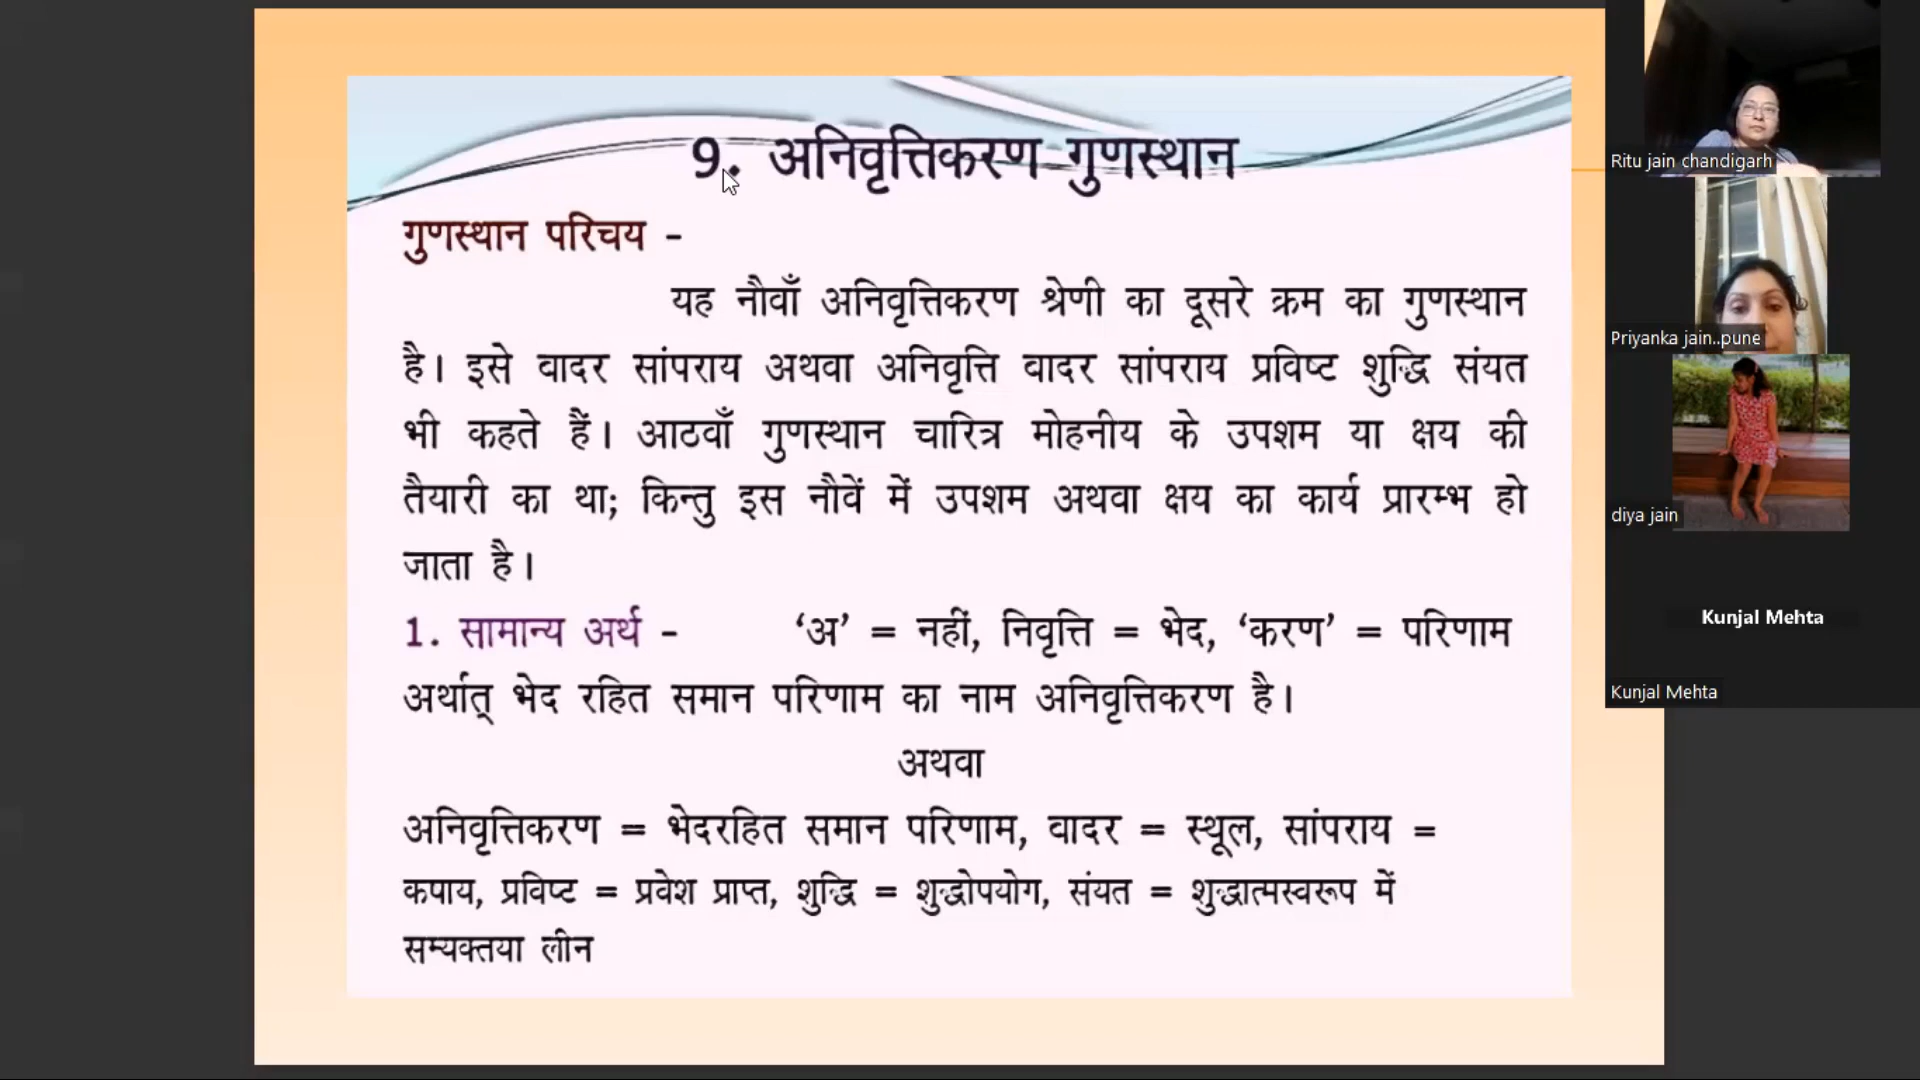 9. अनिवृत्तिकरण गुणस्थान
गुणस्थान परिचय -
यह नौवाँ अनिवृत्तिकरण श्रेणी का दूसरे क्रम का गुणस्थान
है। इसे वादर सांपराय अथवा अनिवृत्ति वादर सांपराय प्रविष्ट शुद्धि संयत
भी कहते हैं। आठवाँ गुणस्थान चारित्र मोहनीय के उपशम या क्षय की
तैयारी का था; किन्तु इस नौवें में उपशम अथवा क्षय का कार्य प्रारम्भ हो
जाता है।
1. सामान्य अर्थ - ‘अ’ = नहीं, निवृत्ति = भेद, ‘करण’ = परिणाम
अर्थात् भेद रहित समान परिणाम का नाम अनिवृत्तिकरण है।
अथवा
अनिवृत्तिकरण = भेदरहित समान परिणाम, वादर = स्थूल, सांपराय =
कषाय, प्रविष्ट = प्रवेश प्राप्त, शुद्धि = शुद्धोपयोग, संयत = शुद्धात्मस्वरूप में
सम्यक्तया लीन
Ritu jain chandigarh
Priyanka jain..pune
diya jain
Kunjal Mehta
Kunjal Mehta